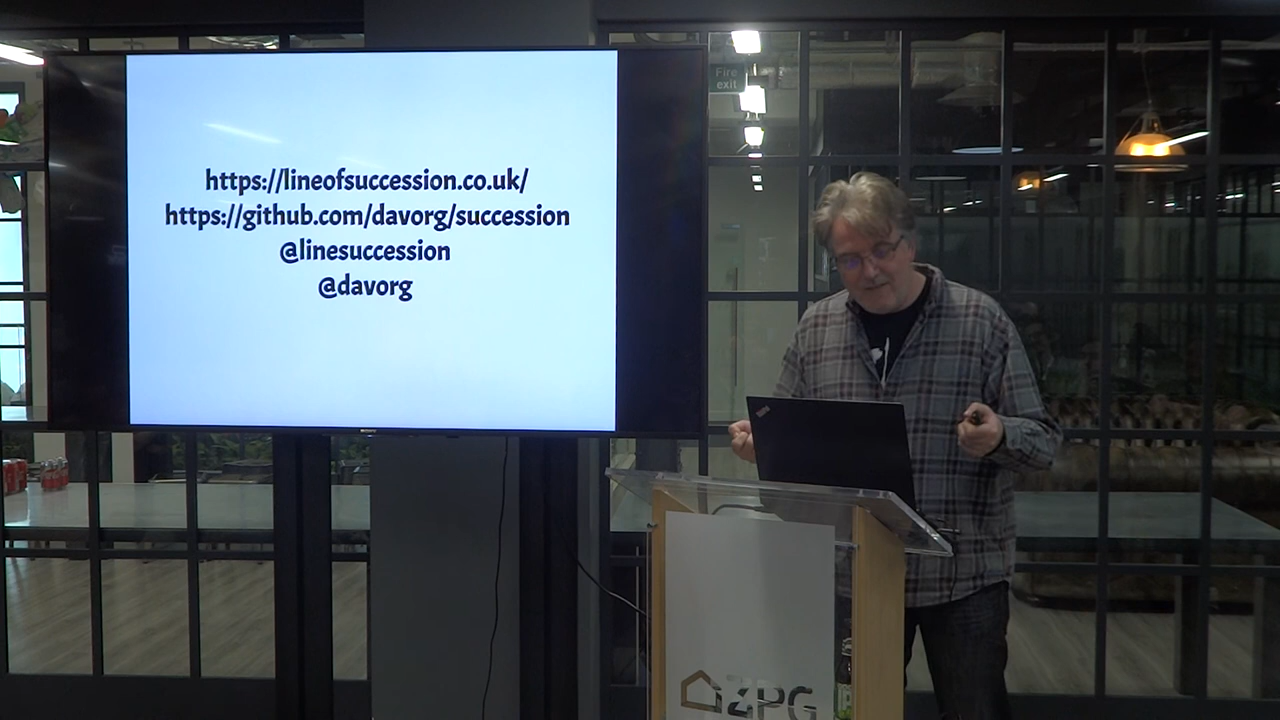 https://lineofsuccession.co.uk/
https://github.com/davorg/succession
@linesuccession
@davorg
Fire
exit
ZPG